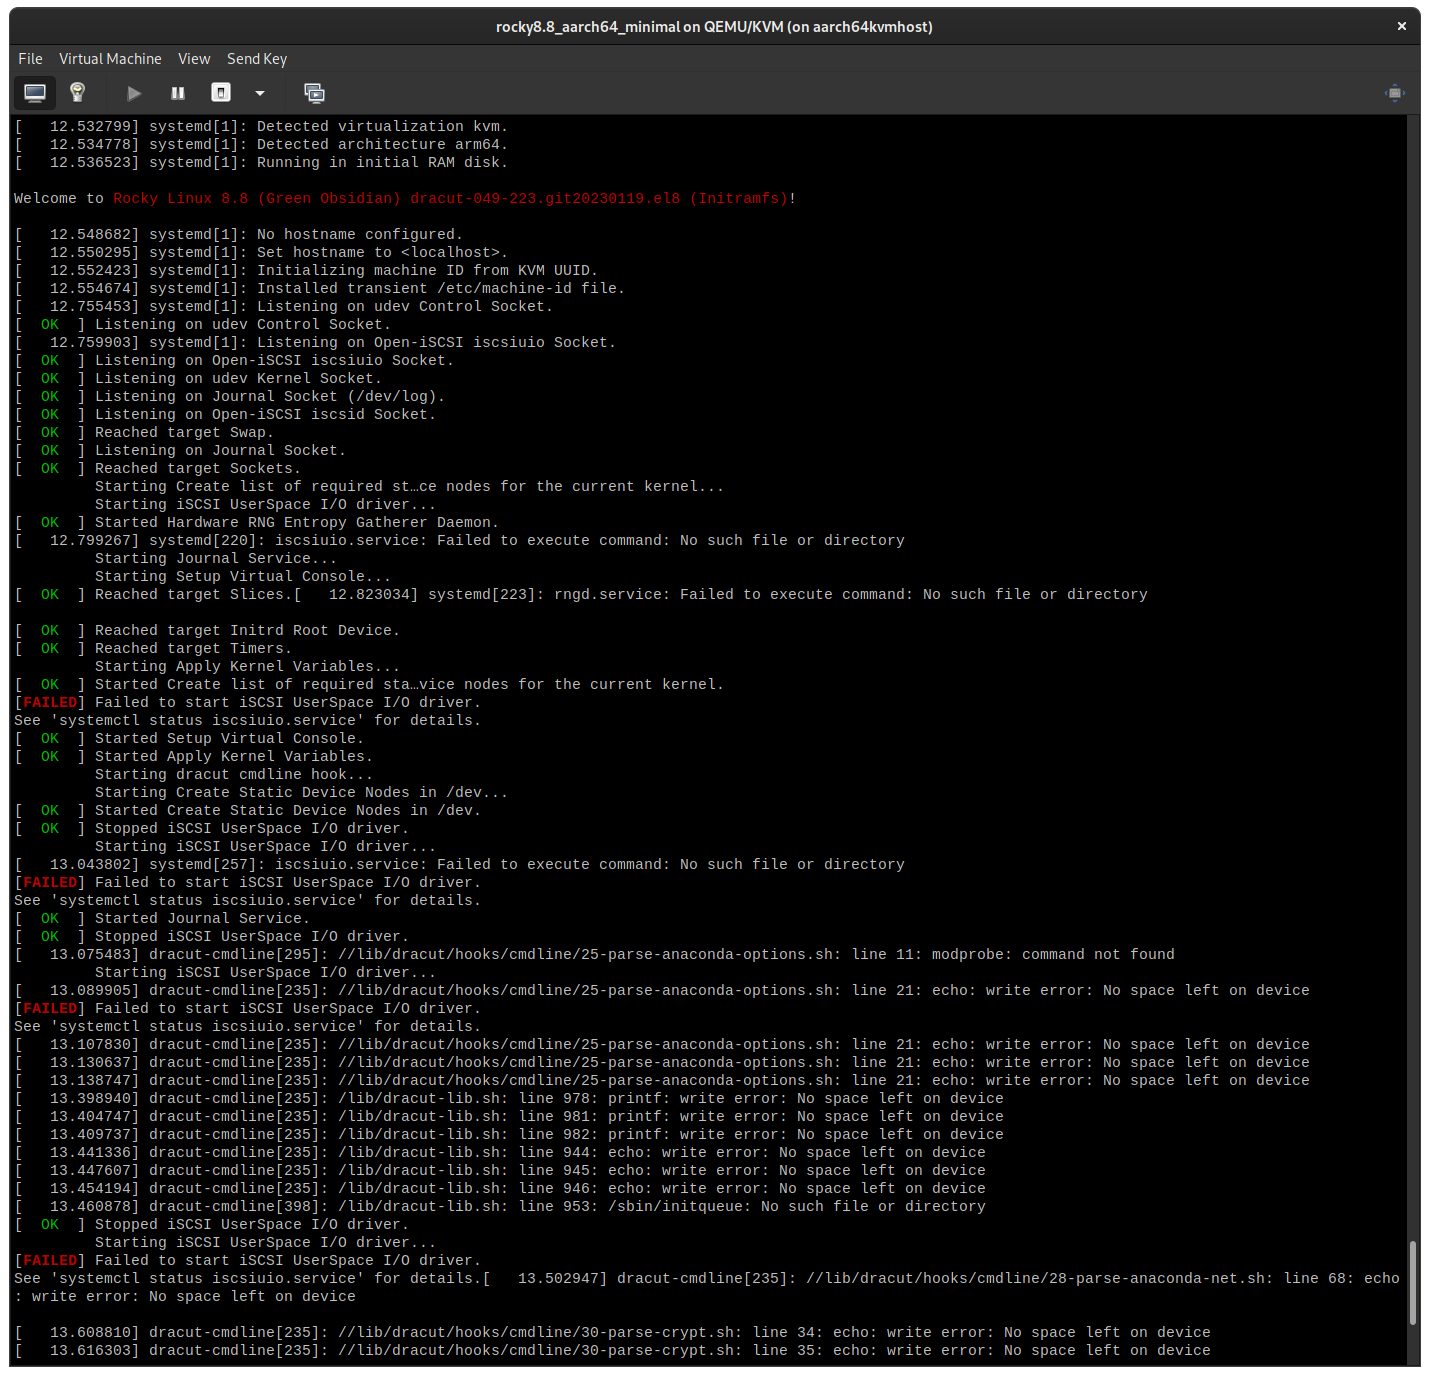 rocky8.8_aarch64_minimal on QEMU/KVM (on aarch64kvmhost)
File Virtual Machine View Send Key
[   12.532799] systemd[1]: Detected virtualization kvm.
[   12.534778] systemd[1]: Detected architecture arm64.
[   12.536523] systemd[1]: Running in initial RAM disk.
Welcome to Rocky Linux 8.8 (Green Obsidian) dracut-049-223.git20230119.el8 (Initramfs)!
[   12.548682] systemd[1]: No hostname configured.
[   12.550295] systemd[1]: Set hostname to <localhost>.
[   12.552423] systemd[1]: Initializing machine ID from KVM UUID.
[   12.554674] systemd[1]: Installed transient /etc/machine-id file.
[   12.755453] systemd[1]: Listening on udev Control Socket.
[  OK  ] Listening on udev Control Socket.
[   12.759903] systemd[1]: Listening on Open-iSCSI iscsiuio Socket.
[  OK  ] Listening on Open-iSCSI iscsiuio Socket.
[  OK  ] Listening on udev Kernel Socket.
[  OK  ] Listening on Journal Socket (/dev/log).
[  OK  ] Listening on Open-iSCSI iscsid Socket.
[  OK  ] Reached target Swap.
[  OK  ] Listening on Journal Socket.
[  OK  ] Reached target Sockets.
         Starting Create list of required st…ce nodes for the current kernel...
         Starting iSCSI UserSpace I/O driver...
[  OK  ] Started Hardware RNG Entropy Gatherer Daemon.
[   12.799267] systemd[220]: iscsiuio.service: Failed to execute command: No such file or directory
         Starting Journal Service...
         Starting Setup Virtual Console...
[  OK  ] Reached target Slices.[   12.823034] systemd[223]: rngd.service: Failed to execute command: No such file or directory
[  OK  ] Reached target Initrd Root Device.
[  OK  ] Reached target Timers.
         Starting Apply Kernel Variables...
[  OK  ] Started Create list of required sta…vice nodes for the current kernel.
[FAILED] Failed to start iSCSI UserSpace I/O driver.
See 'systemctl status iscsiuio.service' for details.
[  OK  ] Started Setup Virtual Console.
[  OK  ] Started Apply Kernel Variables.
         Starting dracut cmdline hook...
         Starting Create Static Device Nodes in /dev...
[  OK  ] Started Create Static Device Nodes in /dev.
[  OK  ] Stopped iSCSI UserSpace I/O driver.
         Starting iSCSI UserSpace I/O driver...
[   13.043802] systemd[257]: iscsiuio.service: Failed to execute command: No such file or directory
[FAILED] Failed to start iSCSI UserSpace I/O driver.
See 'systemctl status iscsiuio.service' for details.
[  OK  ] Started Journal Service.
[  OK  ] Stopped iSCSI UserSpace I/O driver.
[   13.075483] dracut-cmdline[295]: //lib/dracut/hooks/cmdline/25-parse-anaconda-options.sh: line 11: modprobe: command not found
         Starting iSCSI UserSpace I/O driver...
[   13.089905] dracut-cmdline[235]: //lib/dracut/hooks/cmdline/25-parse-anaconda-options.sh: line 21: echo: write error: No space left on device
[FAILED] Failed to start iSCSI UserSpace I/O driver.
See 'systemctl status iscsiuio.service' for details.
[   13.107830] dracut-cmdline[235]: //lib/dracut/hooks/cmdline/25-parse-anaconda-options.sh: line 21: echo: write error: No space left on device
[   13.130637] dracut-cmdline[235]: //lib/dracut/hooks/cmdline/25-parse-anaconda-options.sh: line 21: echo: write error: No space left on device
[   13.138747] dracut-cmdline[235]: //lib/dracut/hooks/cmdline/25-parse-anaconda-options.sh: line 21: echo: write error: No space left on device
[   13.398940] dracut-cmdline[235]: /lib/dracut-lib.sh: line 978: printf: write error: No space left on device
[   13.404747] dracut-cmdline[235]: /lib/dracut-lib.sh: line 981: printf: write error: No space left on device
[   13.409737] dracut-cmdline[235]: /lib/dracut-lib.sh: line 982: printf: write error: No space left on device
[   13.441336] dracut-cmdline[235]: /lib/dracut-lib.sh: line 944: echo: write error: No space left on device
[   13.447607] dracut-cmdline[235]: /lib/dracut-lib.sh: line 945: echo: write error: No space left on device
[   13.454194] dracut-cmdline[235]: /lib/dracut-lib.sh: line 946: echo: write error: No space left on device
[   13.460878] dracut-cmdline[398]: /lib/dracut-lib.sh: line 953: /sbin/initqueue: No such file or directory
[  OK  ] Stopped iSCSI UserSpace I/O driver.
         Starting iSCSI UserSpace I/O driver...
[FAILED] Failed to start iSCSI UserSpace I/O driver.
See 'systemctl status iscsiuio.service' for details.[   13.502947] dracut-cmdline[235]: //lib/dracut/hooks/cmdline/28-parse-anaconda-net.sh: line 68: echo
: write error: No space left on device
[   13.608810] dracut-cmdline[235]: //lib/dracut/hooks/cmdline/30-parse-crypt.sh: line 34: echo: write error: No space left on device
[   13.616303] dracut-cmdline[235]: //lib/dracut/hooks/cmdline/30-parse-crypt.sh: line 35: echo: write error: No space left on device